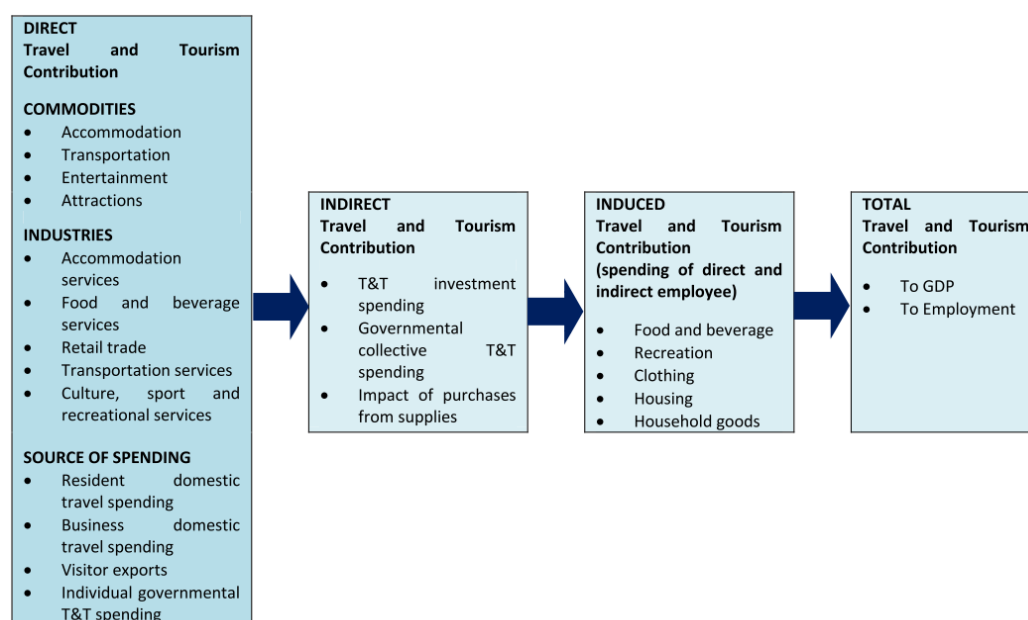 DIRECT
Travel and Tourism
Contribution
COMMODITIES
• Accommodation
• Transportation
• Entertainment
• Attractions
INDUSTRIES
• Accommodation
services
• Food and beverage
services
• Retail trade
• Transportation services
• Culture, sport and
recreational services
SOURCE OF SPENDING
• Resident domestic
travel spending
• Business domestic
travel spending
• Visitor exports
• Individual governmental
T&T spending
INDIRECT
Travel and Tourism
Contribution
• T&T investment
spending
• Governmental
collective T&T
spending
• Impact of purchases
from supplies
INDUCED
Travel and Tourism
Contribution
(spending of direct and
indirect employee)
• Food and beverage
• Recreation
• Clothing
• Housing
• Household goods
TOTAL
Travel and Tourism
Contribution
• To GDP
• To Employment